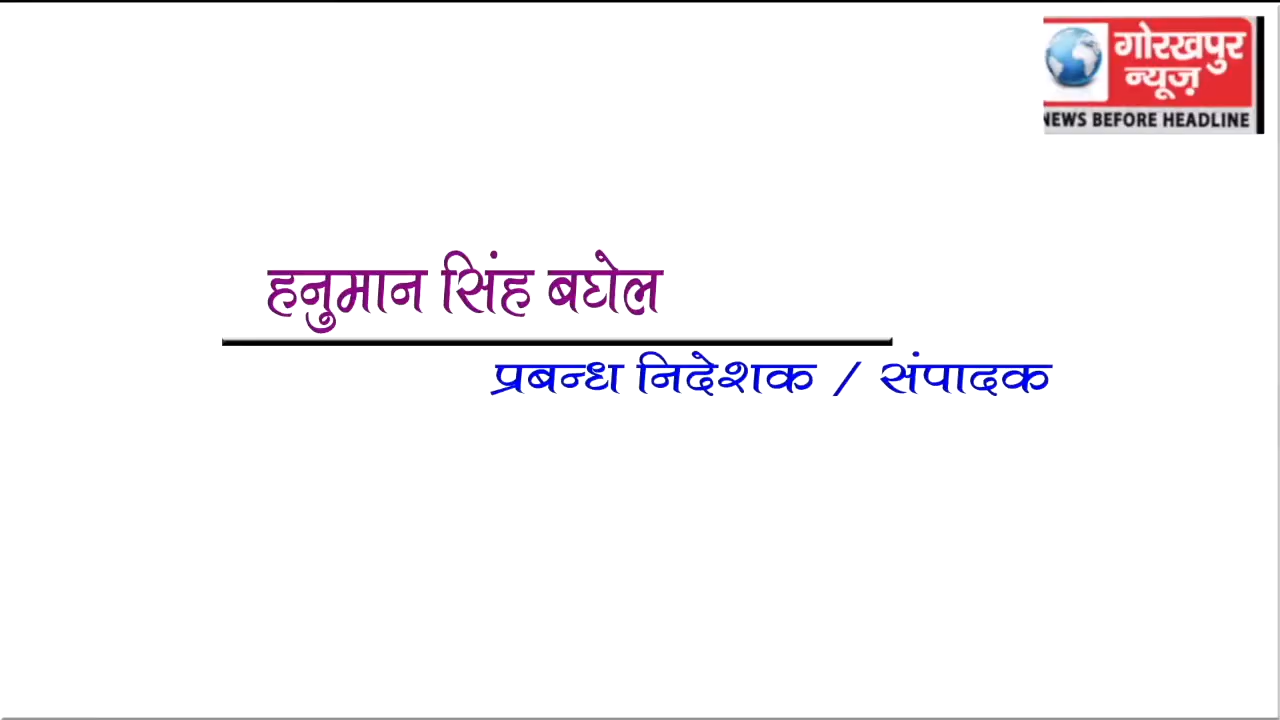 गोरखपुर
न्यूज़
NEWS BEFORE HEADLINE
हनुमान सिंह बघेल
प्रबन्ध निदेशक / संपादक